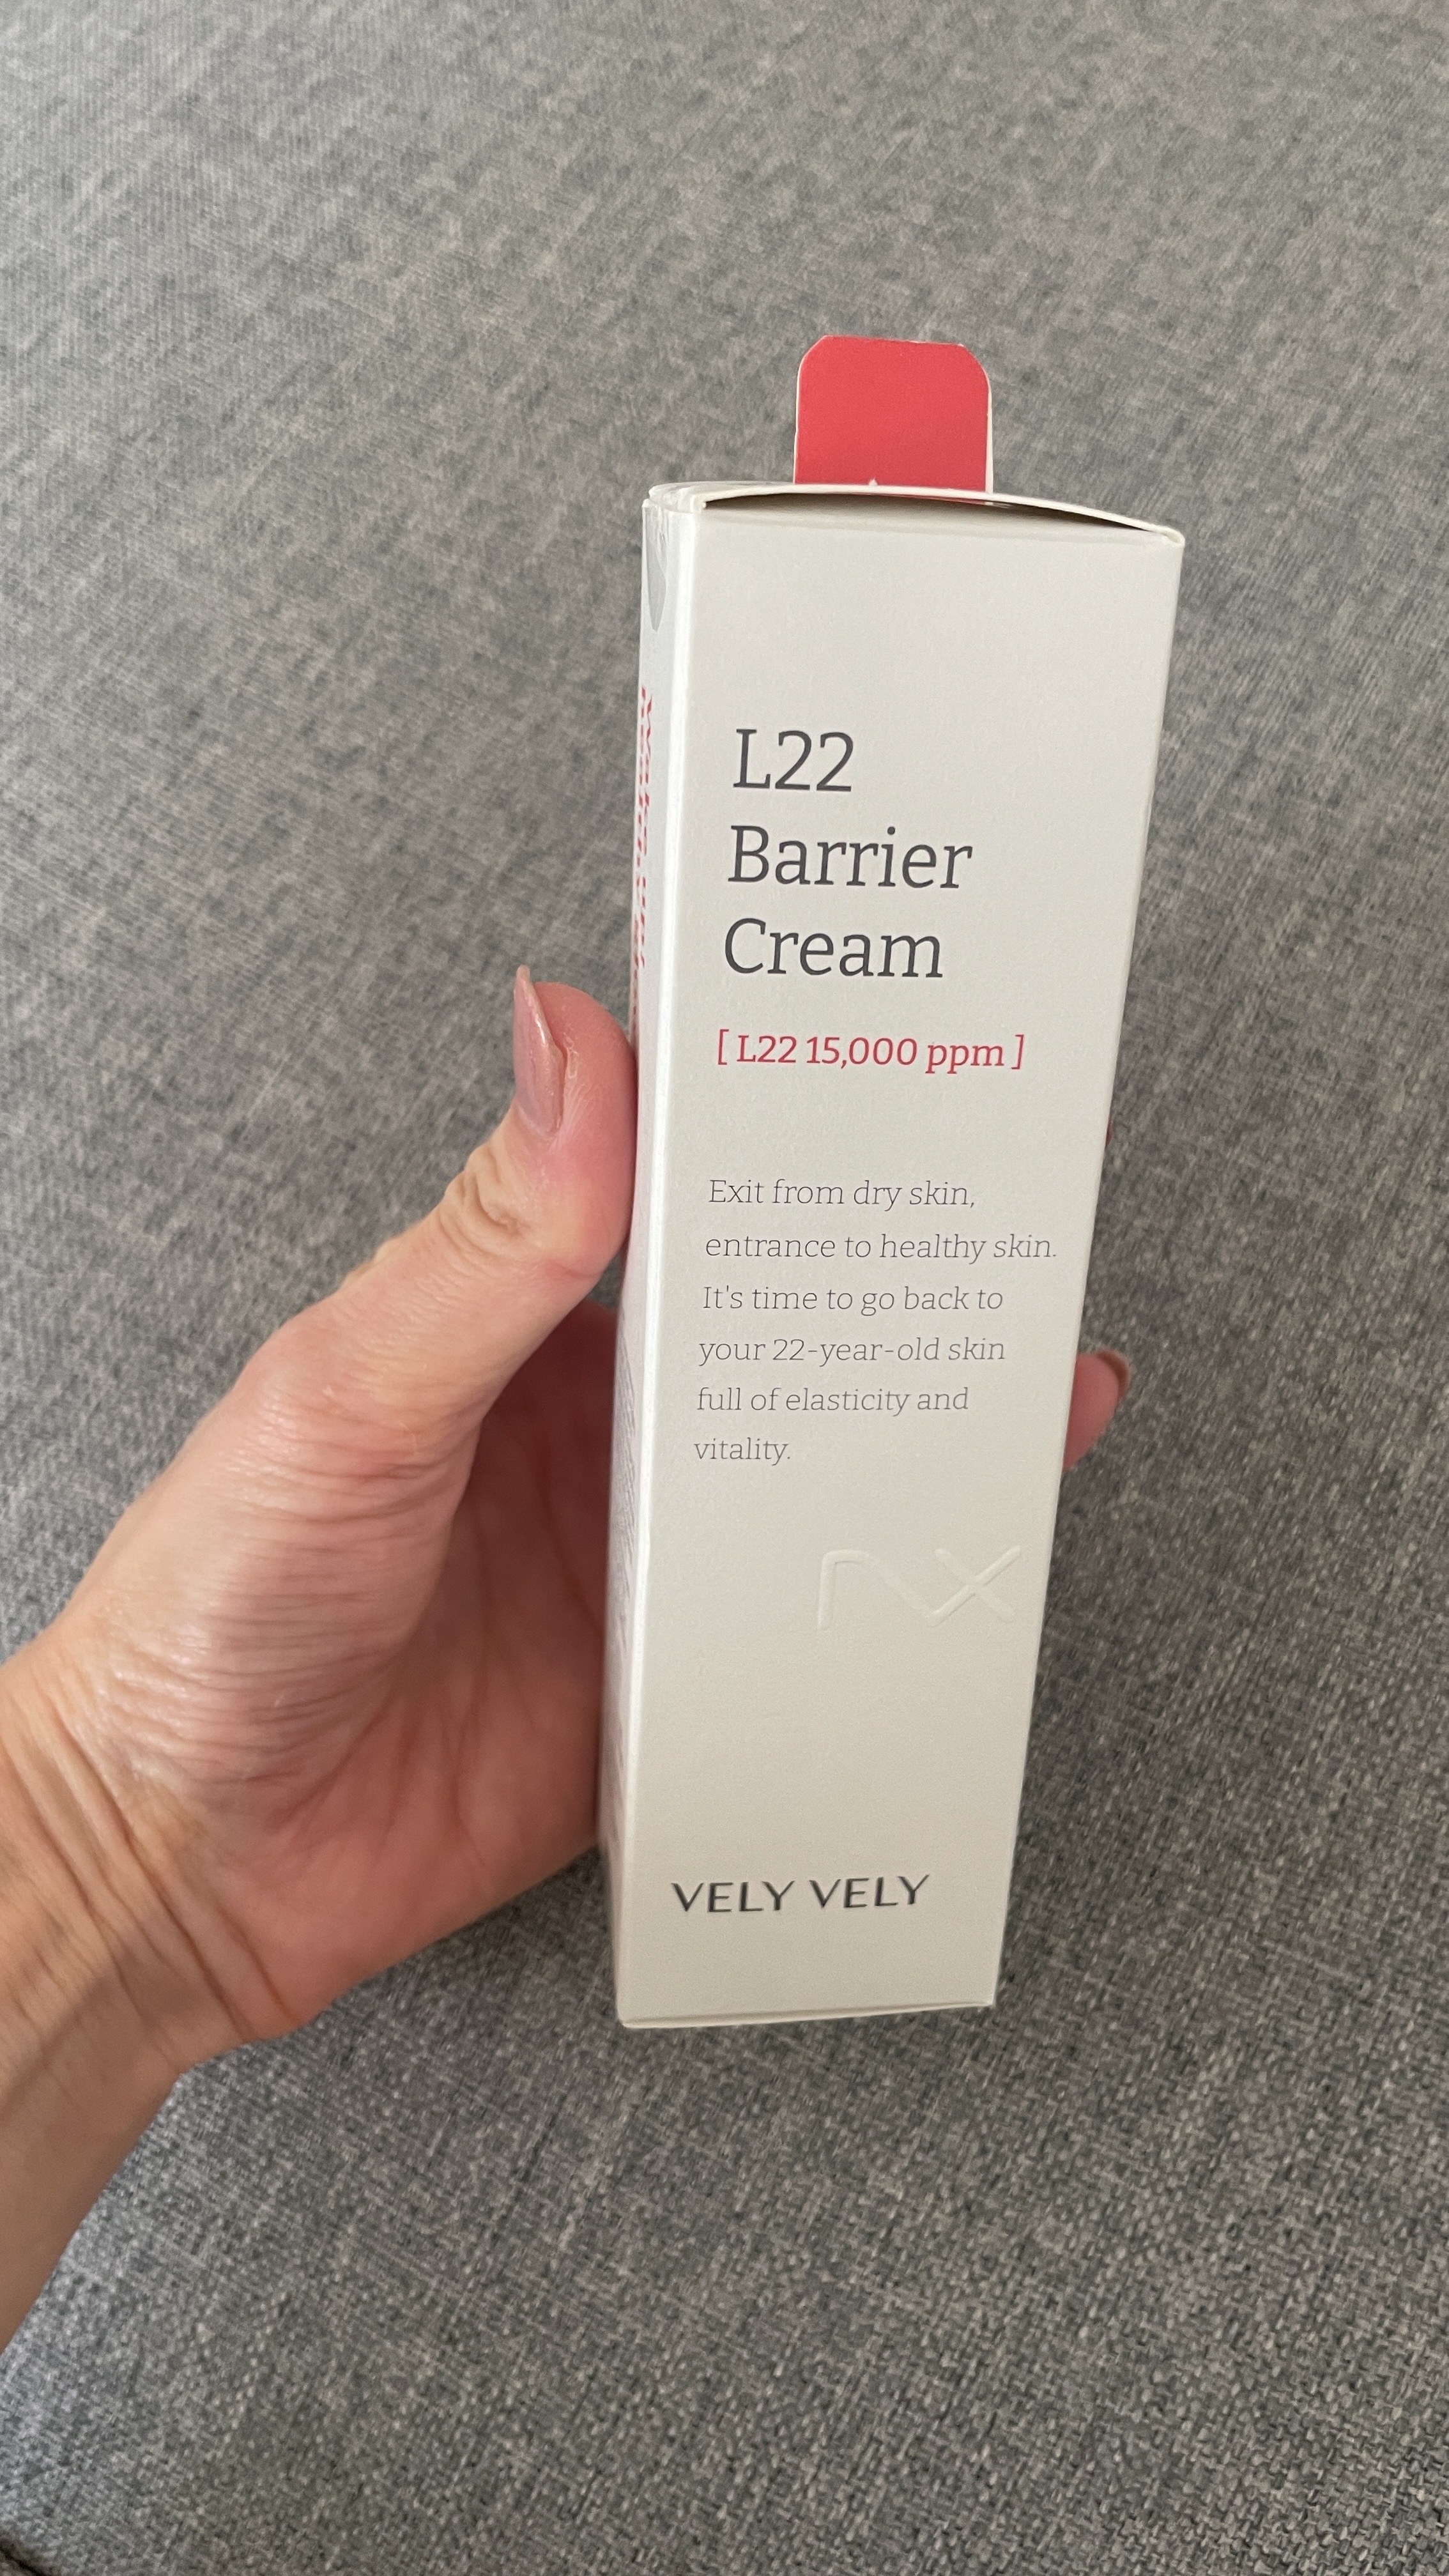 L22
Barrier
Cream
[ L22 15,000 ppm ]
Exit from dry skin,
entrance to healthy skin.
It's time to go back to
your 22-year-old skin
full of elasticity and
vitality.
VELY VELY